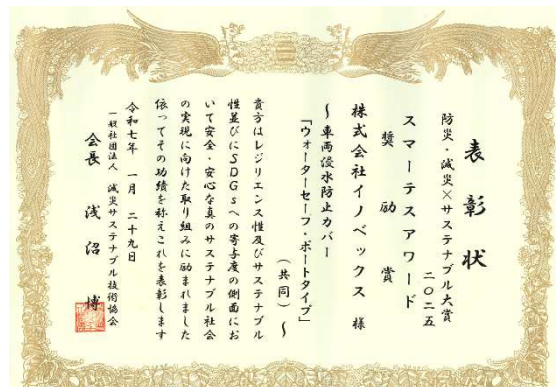 表彰状
防災・減災×サステナブル大賞
二〇二五
スマーテスアワード
奨励賞
株式会社イノベックス 様
~車両浸水防止カバー
「ウォーターセーフ・ボートタイプ」
(共同)~
貴方はレジリエンス性及びサステナブル
性並びにSDGsへの寄与度の側面にお
いて安全・安心な真のサステナブル社会
の実現に向けた取り組みに励まれました
依ってその功績を称えこれを表彰します
令和七年 一月 二十九日
一般社団法人 減災サステナブル技術協会
会長 浅沼 博